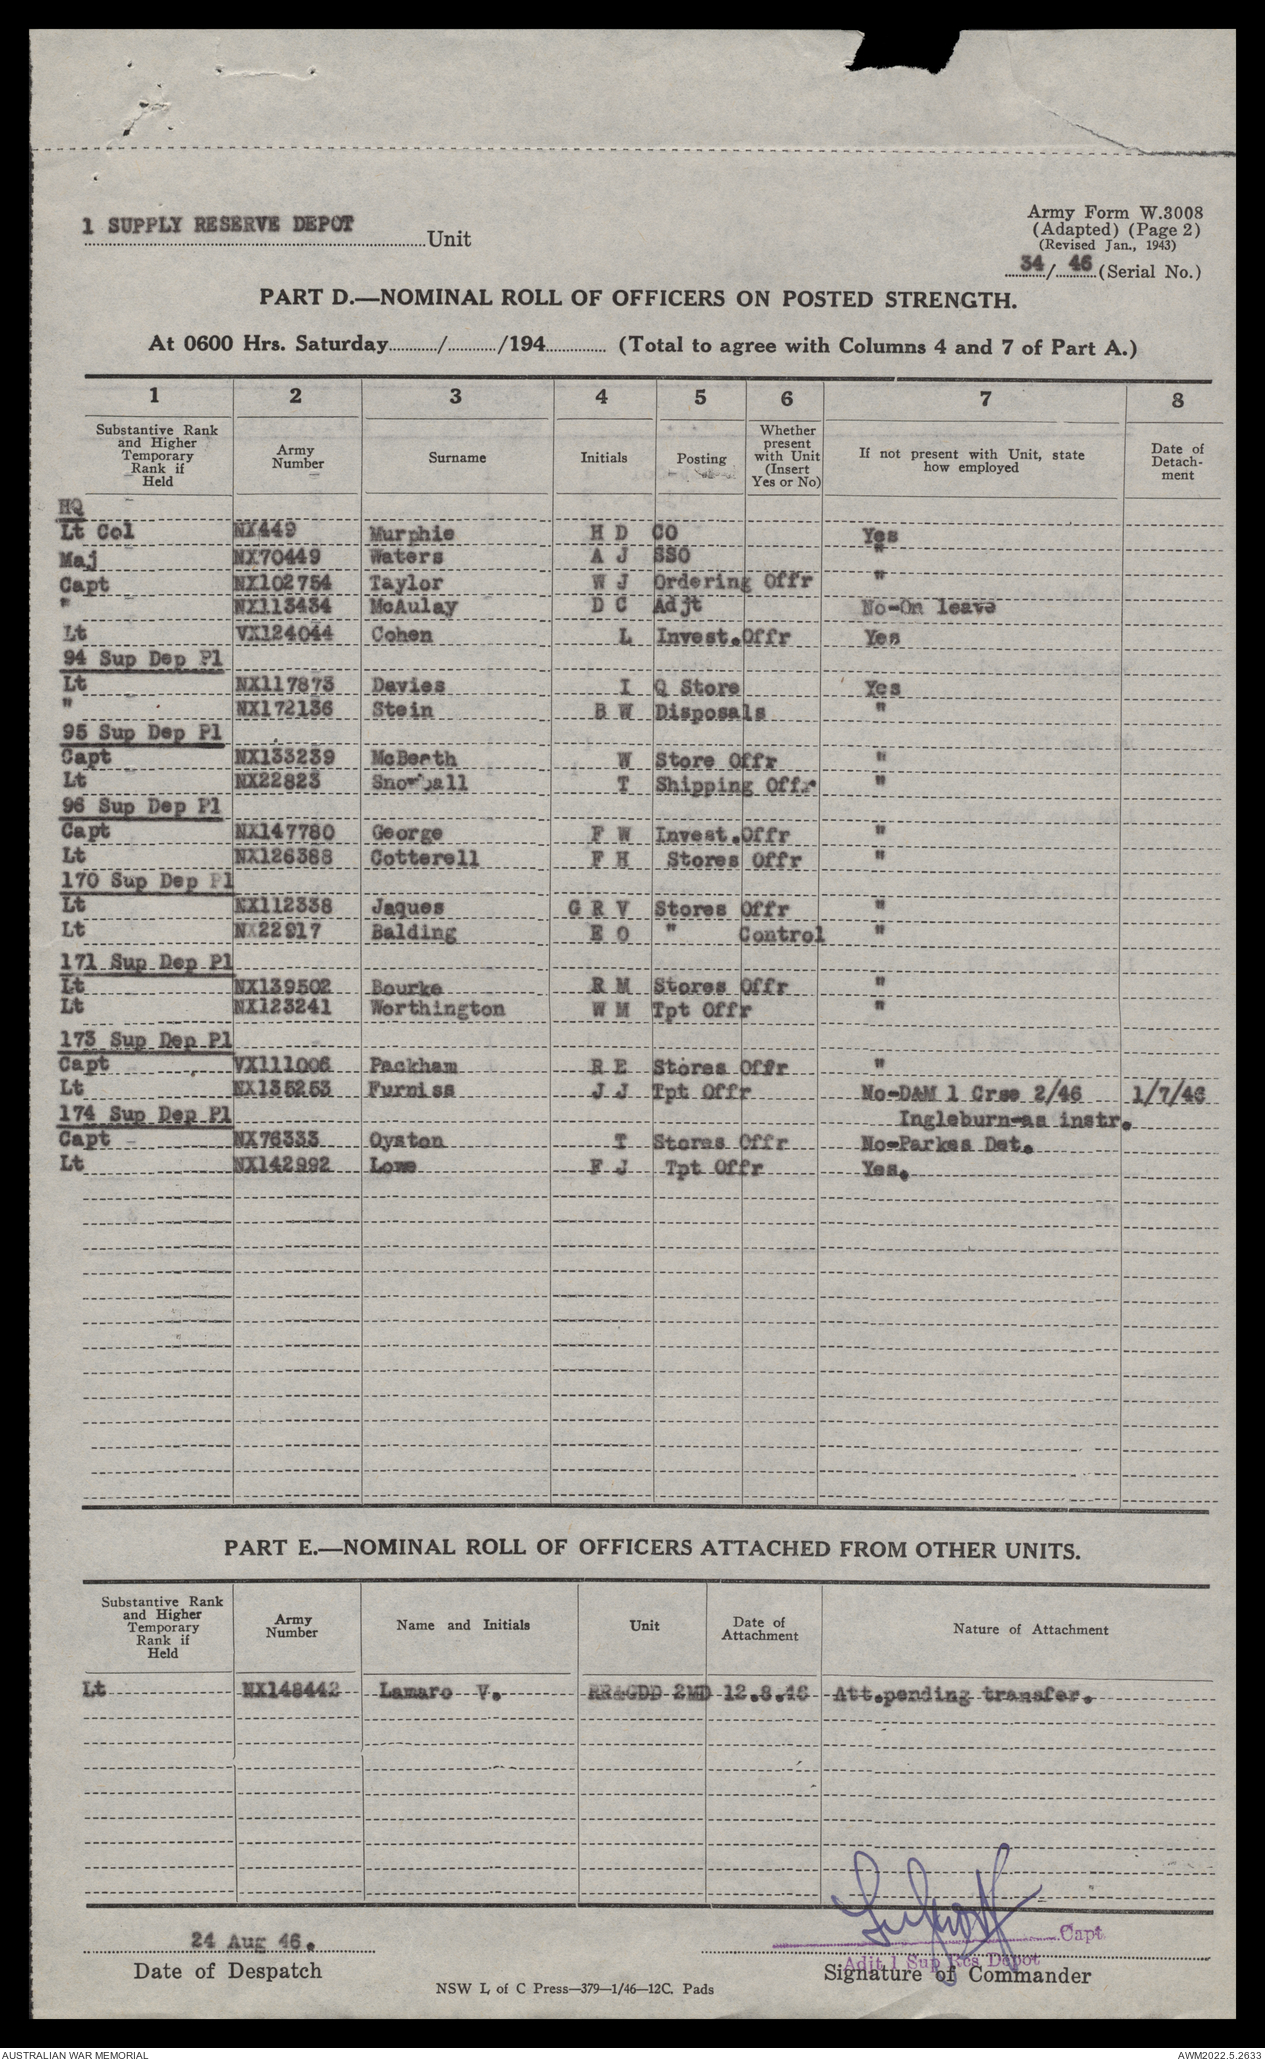 1 SUPPLY RESERVE DEPOT Unit
Army Form W.3008
(Adapted) (Page 2)
(Revised Jan., 1943)
34/46 (Serial No.)
PART D.—NOMINAL ROLL OF OFFICERS ON POSTED STRENGTH.
At 0600 Hrs. Saturday........../........../194.......... (Total to agree with Columns 4 and 7 of Part A.)
1 2 3 4 5 6 7 8
Substantive Rank and Higher Temporary Rank if Held
Army Number
Surname
Initials
Posting
Whether present with Unit (Insert Yes or No)
If not present with Unit, state how employed
Date of Detachment
HQ
Lt Col NX449 Murphie H D CO Yes
Maj NX70449 Waters A J SSO "
Capt NX102754 Taylor W J Ordering Offr "
" NX113434 McAulay D C Adjt No-On leave
Lt VX124044 Cohen L Invest.Offr Yes
94 Sup Dep Pl
Lt NX117873 Davies I Q Store Yes
" NX172136 Stein B W Disposals "
95 Sup Dep Pl
Capt NX133239 McBeath W Store Offr "
Lt NX22823 Snowball T Shipping Offr "
96 Sup Dep Pl
Capt NX147780 George F W Invest.Offr "
Lt NX126388 Cotterell F H Stores Offr "
170 Sup Dep Pl
Lt NX112338 Jaques G R V Stores Offr "
Lt NX22917 Balding E O " Control "
171 Sup Dep Pl
Lt NX139502 Bourke R M Stores Offr "
Lt NX123241 Worthington W M Tpt Offr "
173 Sup Dep Pl
Capt VX111006 Packham R E Stores Offr "
Lt NX135253 Furniss J J Tpt Offr No-DAM 1 Crse 2/46 1/7/46
174 Sup Dep Pl Ingleburn-as instr.
Capt NX76333 Oyston T Stores Offr No-Parkes Det.
Lt NX142992 Lowe F J Tpt Offr Yes.
PART E.—NOMINAL ROLL OF OFFICERS ATTACHED FROM OTHER UNITS.
Substantive Rank and Higher Temporary Rank if Held
Army Number
Name and Initials
Unit
Date of Attachment
Nature of Attachment
Lt NX148442 Lamaro V. RR&GDD 2MD 12.8.46 Att.pending transfer.
24 Aug 46.
Date of Despatch
Capt
Adjt 1 Sup Res Depot
Signature of Commander
NSW L of C Press—379—1/46—12C. Pads
AUSTRALIAN WAR MEMORIAL
AWM2022.5.2633